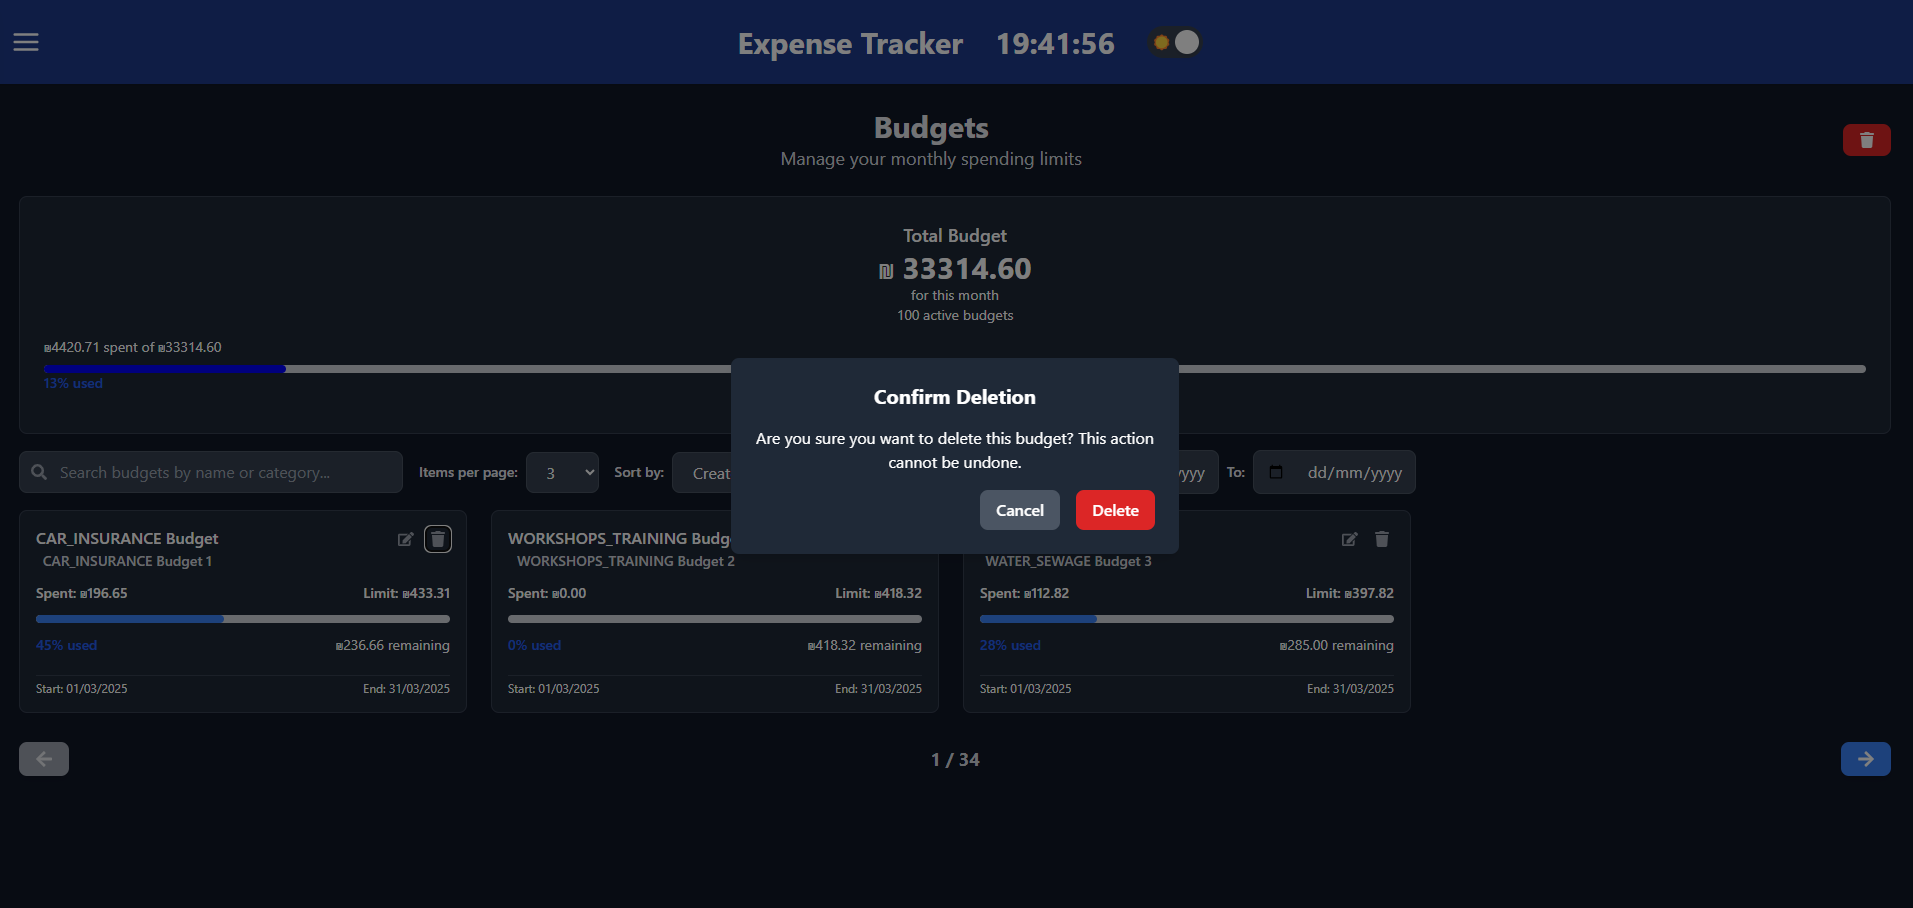 Expense Tracker 19:41:56
Budgets
Manage your monthly spending limits
Total Budget
₪ 33314.60
for this month
100 active budgets
₪4420.71 spent of ₪33314.60
13% used
Confirm Deletion
Are you sure you want to delete this budget? This action
cannot be undone.
Cancel Delete
Search budgets by name or category... Items per page: 3 Sort by: Creat yyyy To: dd/mm/yyyy
CAR_INSURANCE Budget
CAR_INSURANCE Budget 1
Spent: ₪196.65 Limit: ₪433.31
45% used ₪236.66 remaining
Start: 01/03/2025 End: 31/03/2025
WORKSHOPS_TRAINING Budg
WORKSHOPS_TRAINING Budget 2
Spent: ₪0.00 Limit: ₪418.32
0% used ₪418.32 remaining
Start: 01/03/2025 End: 31/03/2025
WATER_SEWAGE Budget 3
Spent: ₪112.82 Limit: ₪397.82
28% used ₪285.00 remaining
Start: 01/03/2025 End: 31/03/2025
1 / 34